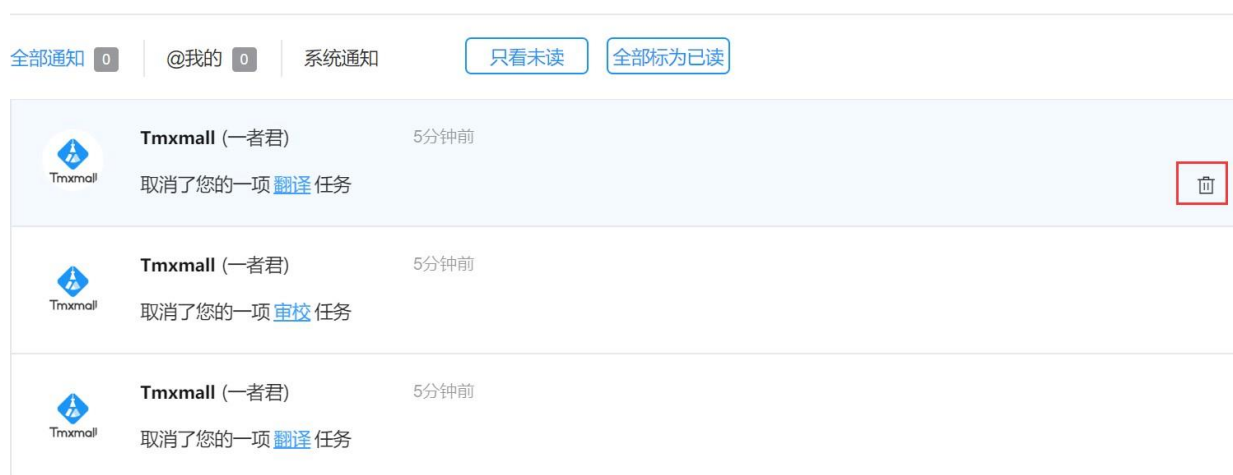 全部通知 0 @我的 0 系统通知 只看未读 全部标为已读
Tmxmall (一者君) 5分钟前
Tmxmall
取消了您的一项 翻译 任务
Tmxmall (一者君) 5分钟前
Tmxmall
取消了您的一项 审校 任务
Tmxmall (一者君) 5分钟前
Tmxmall
取消了您的一项 翻译 任务